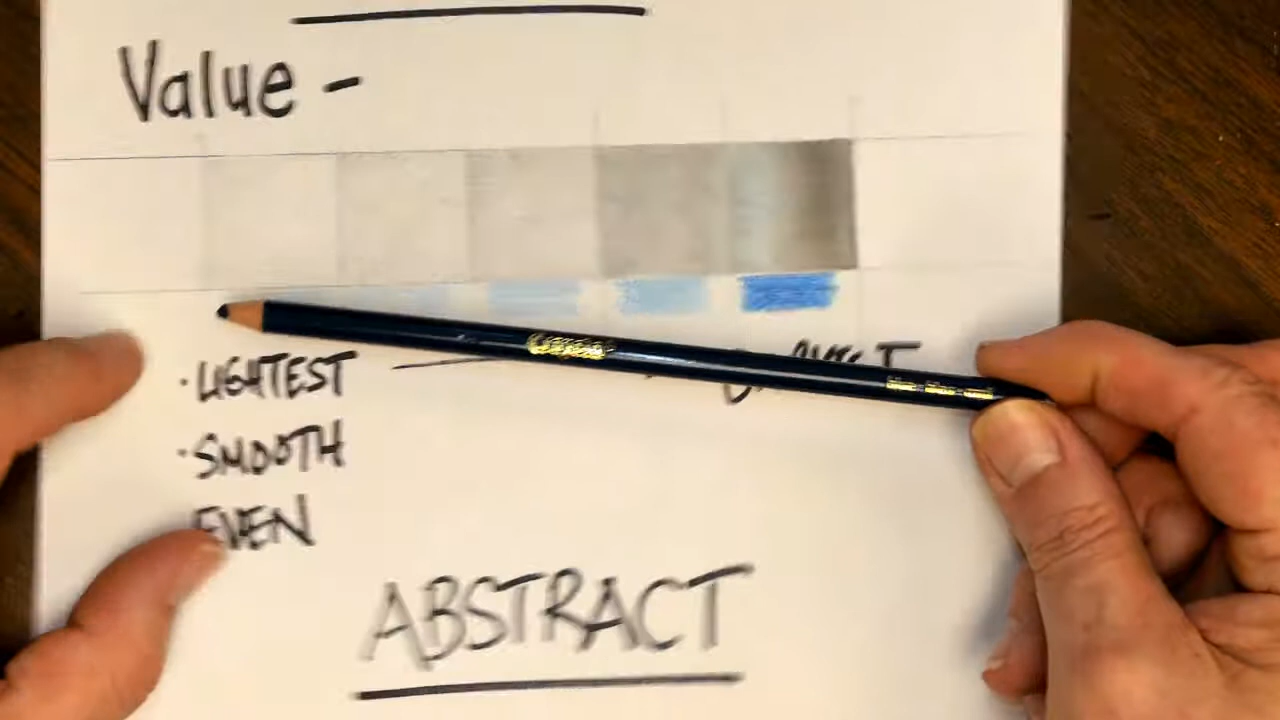 Value -
· LIGHTEST
· SMOOTH
EVEN
ABSTRACT